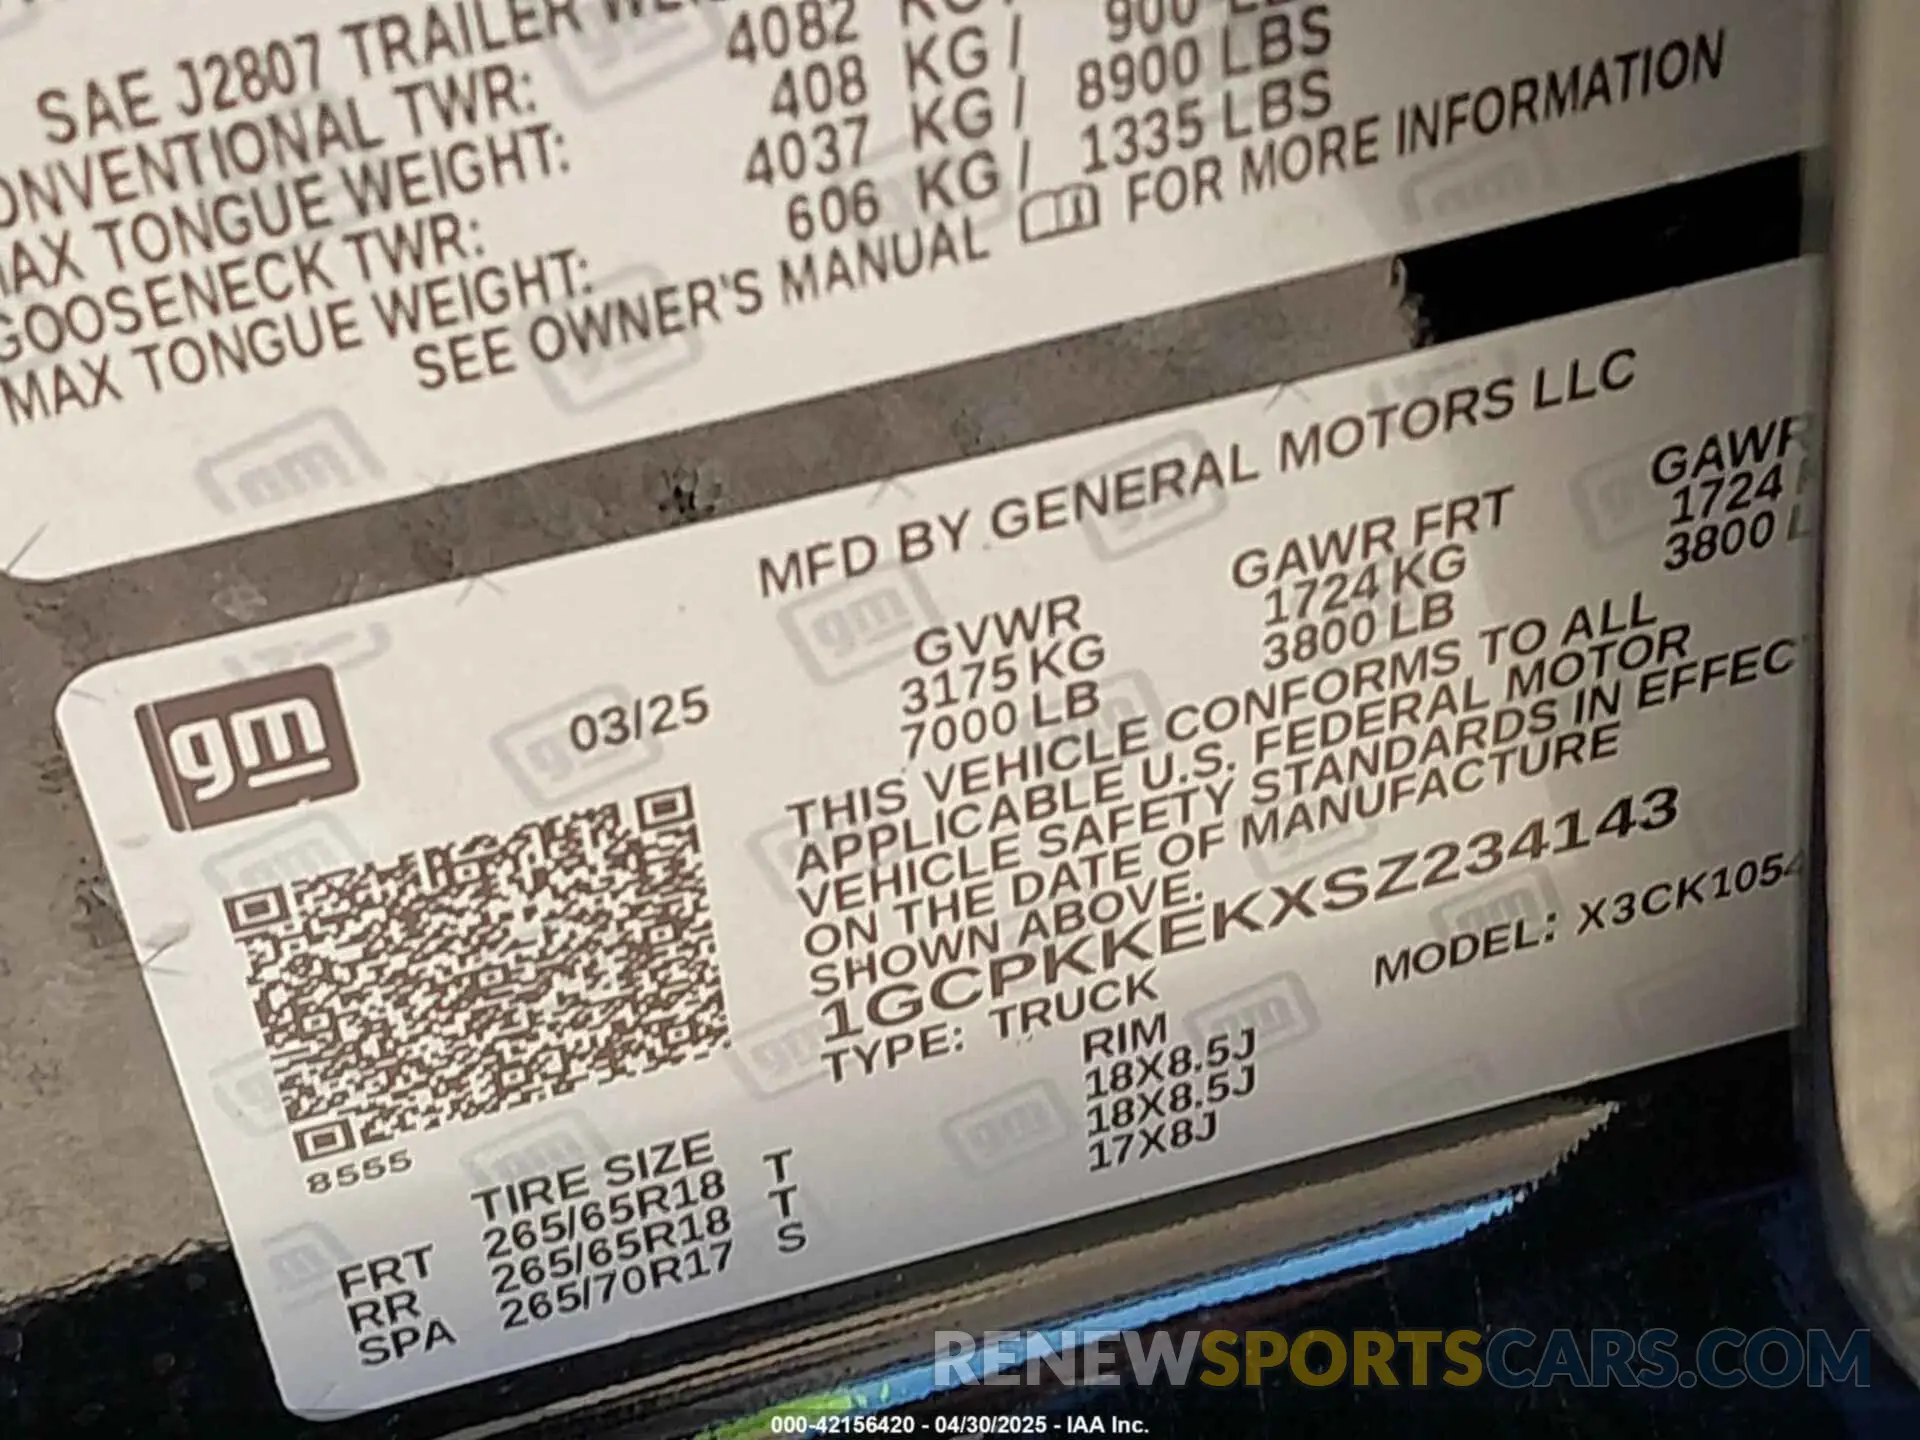 SAE J2807 TRAILER
4082
900
ONVENTIONAL TWR:
408 KG / 8900 LBS
MAX TONGUE WEIGHT:
4037 KG / 1335 LBS
GOOSENECK TWR:
606 KG /
MAX TONGUE WEIGHT:
SEE OWNER'S MANUAL FOR MORE INFORMATION
gm
MFD BY GENERAL MOTORS LLC
03/25
GVWR GAWR FRT GAWR
3175 KG 1724 KG 1724
7000 LB 3800 LB 3800 L
THIS VEHICLE CONFORMS TO ALL
APPLICABLE U.S. FEDERAL MOTOR
VEHICLE SAFETY STANDARDS IN EFFEC
ON THE DATE OF MANUFACTURE
SHOWN ABOVE.
1GCPKKEKXSZ234143
TYPE: TRUCK MODEL: X3CK1054
8555
TIRE SIZE RIM
FRT 265/65R18 T 18X8.5J
RR 265/65R18 T 18X8.5J
SPA 265/70R17 S 17X8J
RENEWSPORTSCARS.COM
000-42156420 - 04/30/2025 - IAA Inc.